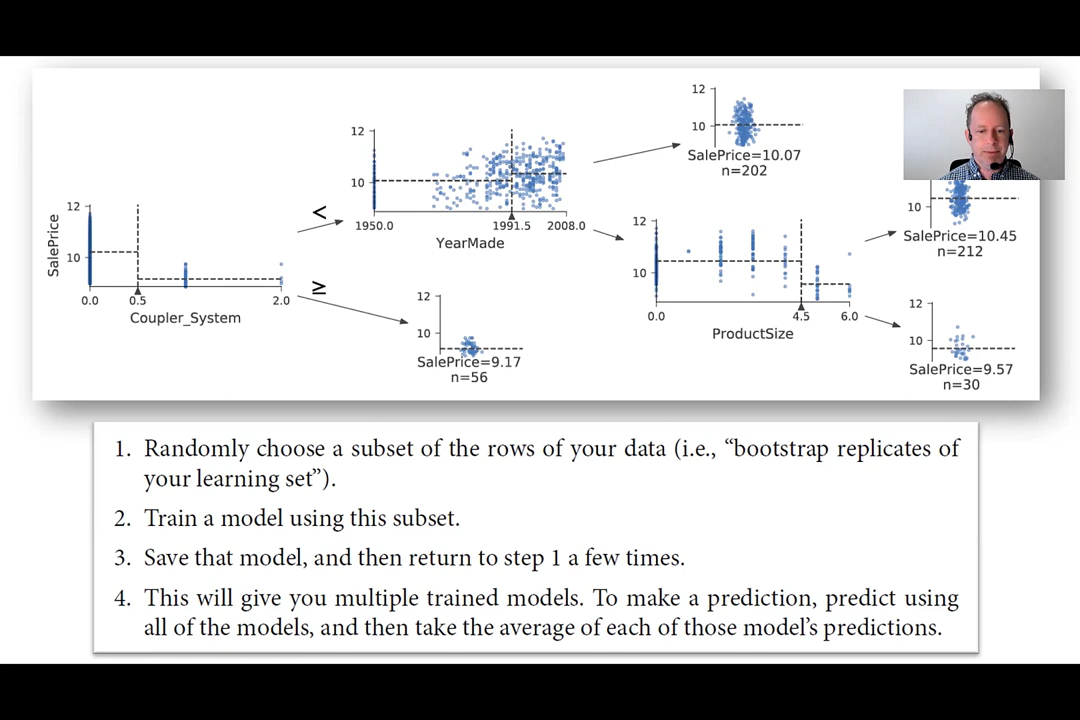 12
10
SalePrice
0.0
0.5
2.0
Coupler_System
<
≥
12
10
1950.0
1991.5
2008.0
YearMade
12
10
SalePrice=9.17
n=56
12
10
SalePrice=10.07
n=202
12
10
0.0
4.5
6.0
ProductSize
10
SalePrice=10.45
n=212
12
10
SalePrice=9.57
n=30
1. Randomly choose a subset of the rows of your data (i.e., “bootstrap replicates of
your learning set”).
2. Train a model using this subset.
3. Save that model, and then return to step 1 a few times.
4. This will give you multiple trained models. To make a prediction, predict using
all of the models, and then take the average of each of those model’s predictions.